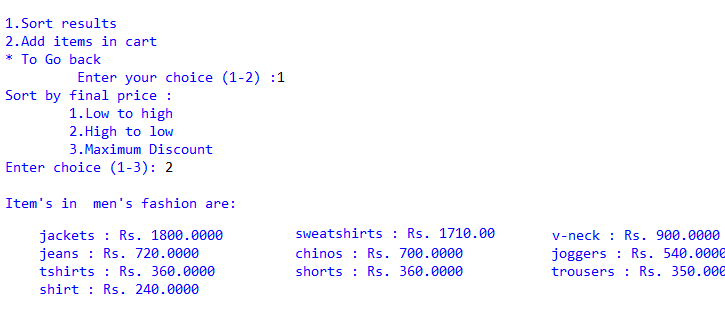 1.Sort results
2.Add items in cart
* To Go back
Enter your choice (1-2) :1
Sort by final price :
1.Low to high
2.High to low
3.Maximum Discount
Enter choice (1-3): 2
Item's in  men's fashion are:
jackets : Rs. 1800.0000 sweatshirts : Rs. 1710.00 v-neck : Rs. 900.0000
jeans : Rs. 720.0000 chinos : Rs. 700.0000 joggers : Rs. 540.0000
tshirts : Rs. 360.0000 shorts : Rs. 360.0000 trousers : Rs. 350.000
shirt : Rs. 240.0000